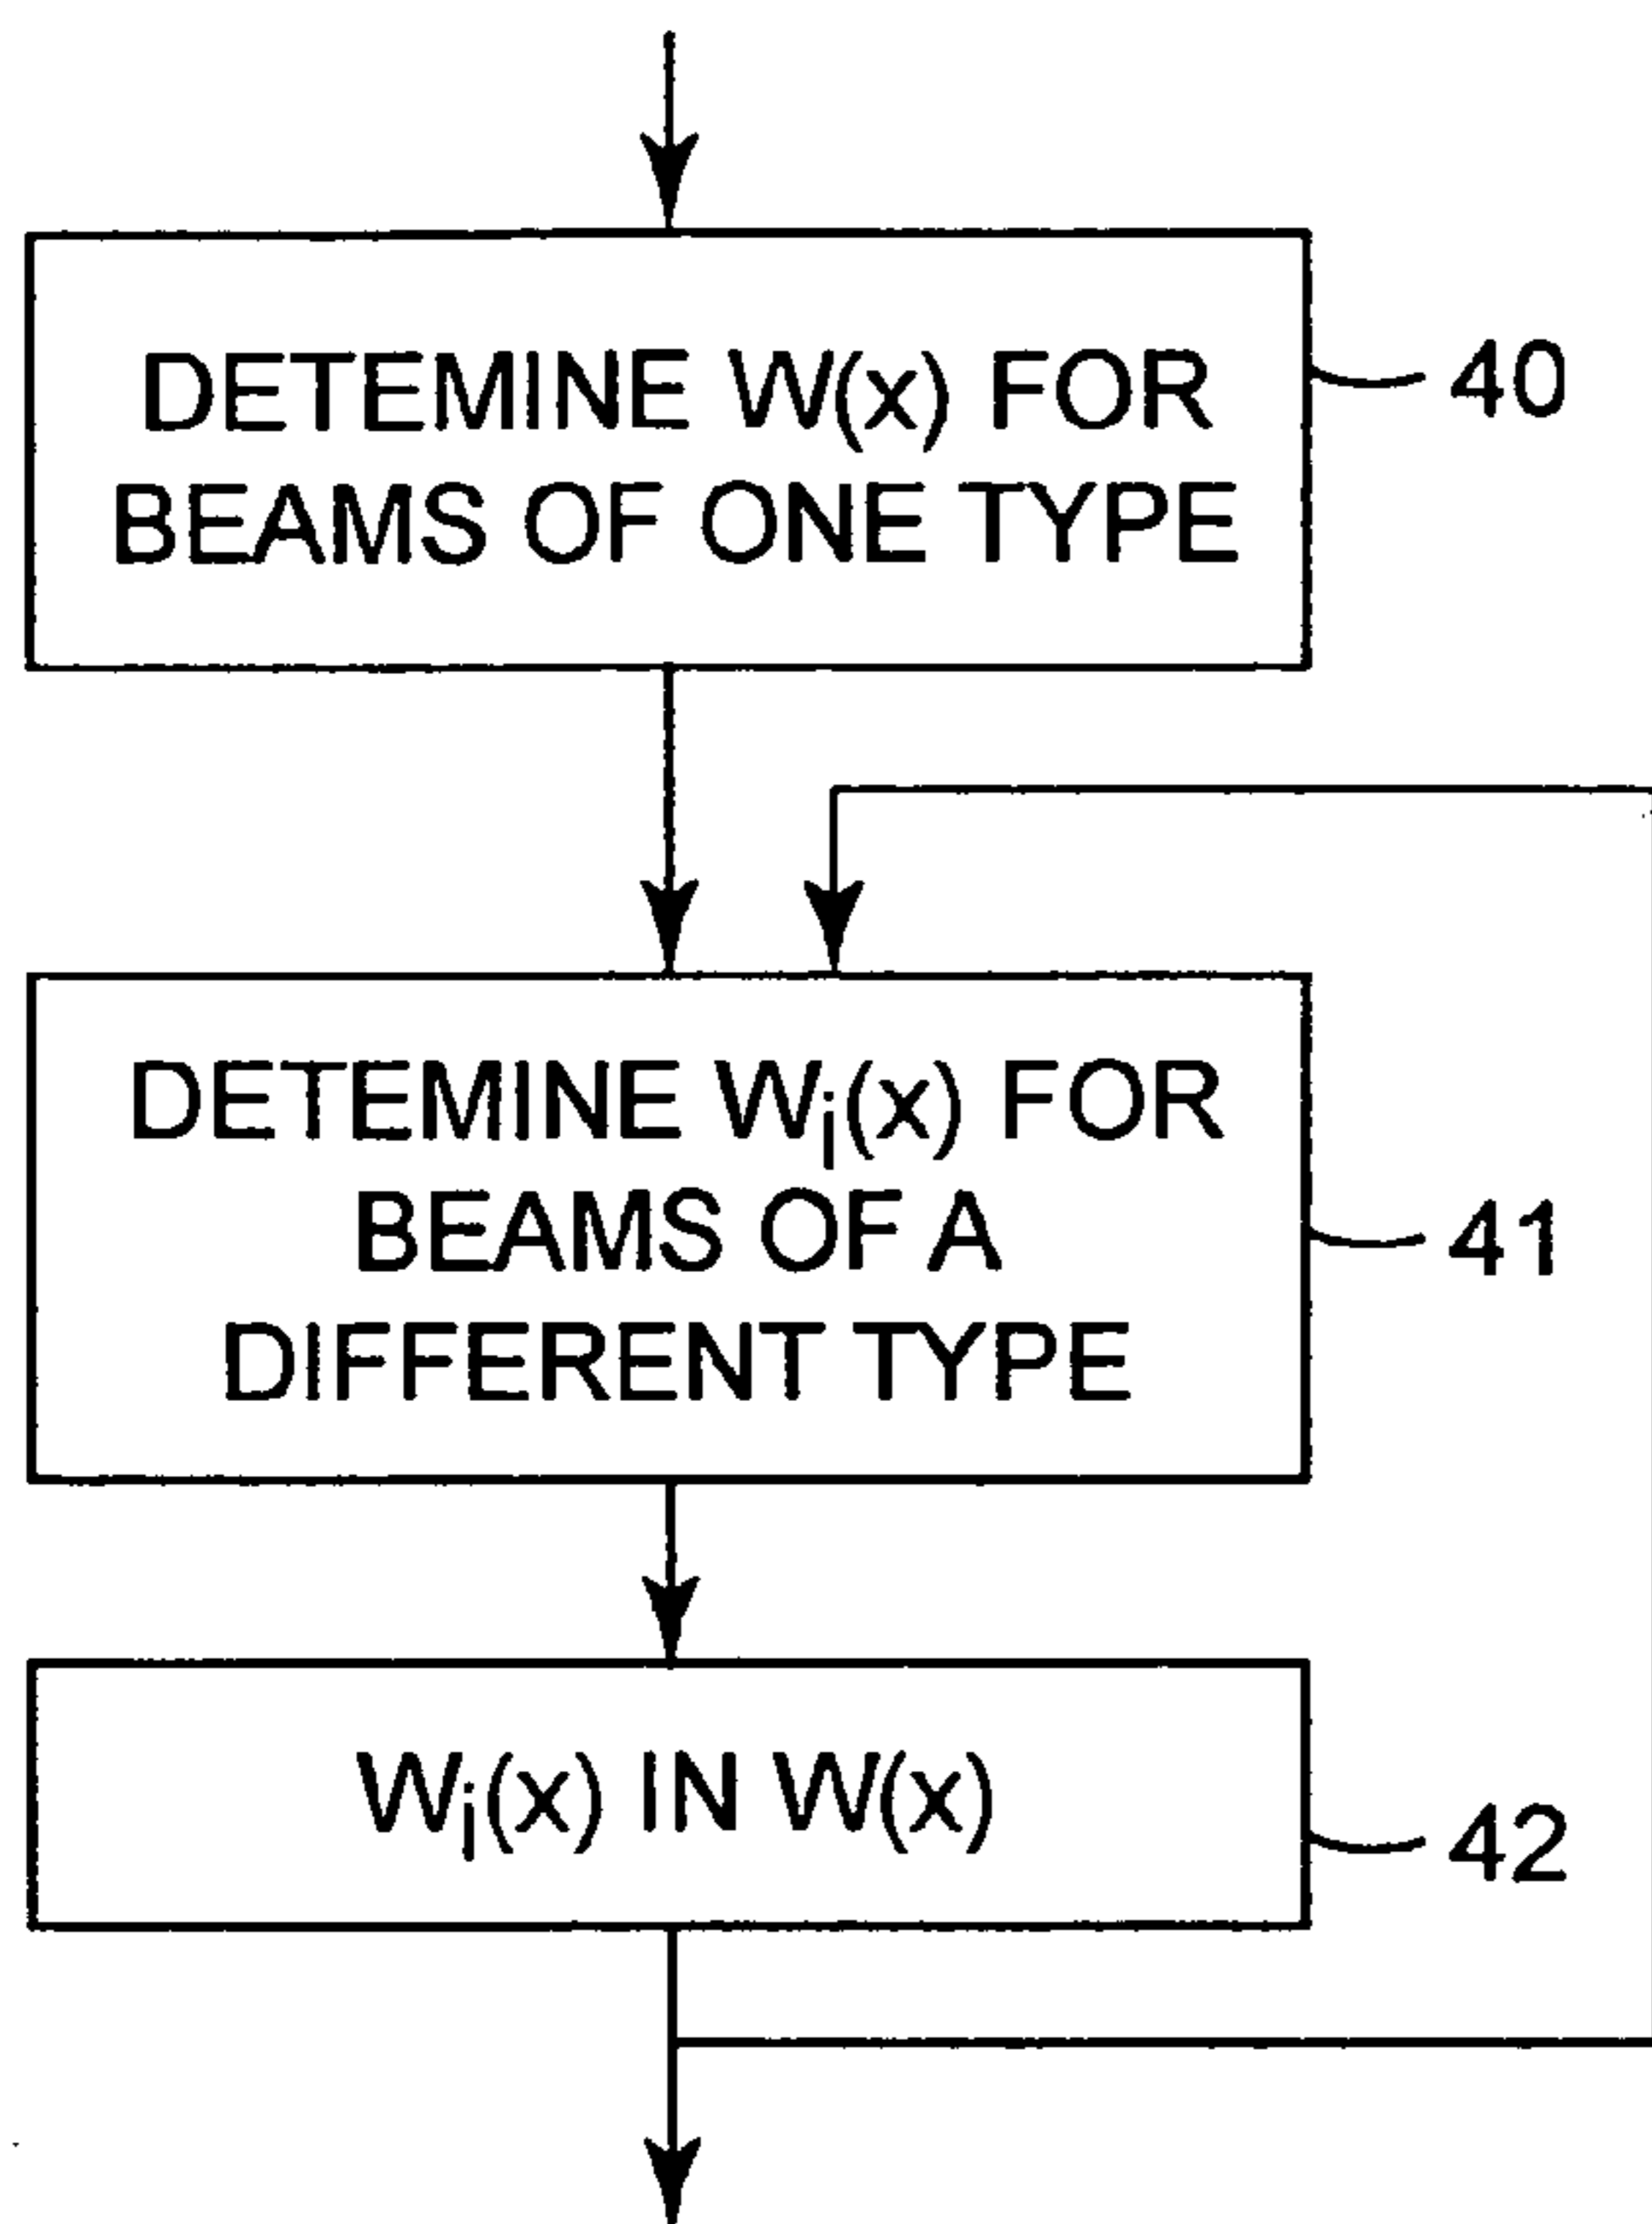 DETEMINE W(x) FOR
BEAMS OF ONE TYPE
40
DETEMINE Wi(x) FOR
BEAMS OF A
DIFFERENT TYPE
41
Wi(x) IN W(x)
42